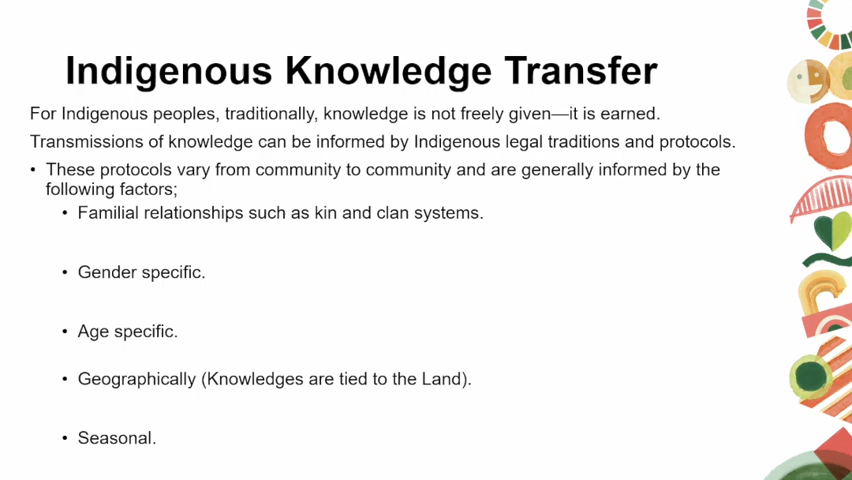 Indigenous Knowledge Transfer
For Indigenous peoples, traditionally, knowledge is not freely given—it is earned.
Transmissions of knowledge can be informed by Indigenous legal traditions and protocols.
• These protocols vary from community to community and are generally informed by the
following factors;
• Familial relationships such as kin and clan systems.
• Gender specific.
• Age specific.
• Geographically (Knowledges are tied to the Land).
• Seasonal.